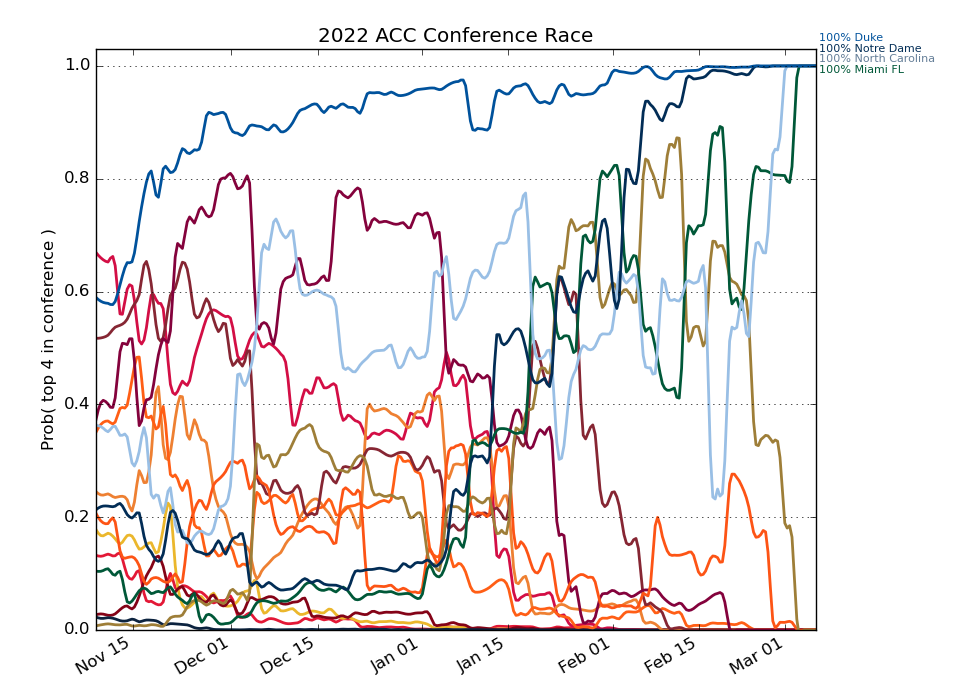 2022 ACC Conference Race
100% Duke
100% Notre Dame
100% North Carolina
100% Miami FL
Prob( top 4 in conference )
1.0
0.8
0.6
0.4
0.2
0.0
Nov 15
Dec 01
Dec 15
Jan 01
Jan 15
Feb 01
Feb 15
Mar 01